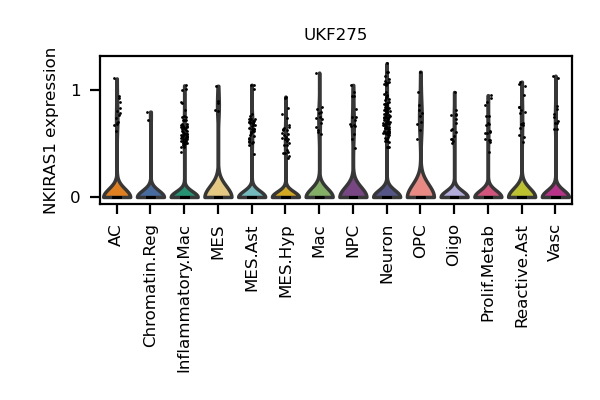 UKF275
NKIRAS1 expression
1
0
AC
Chromatin.Reg
Inflammatory.Mac
MES
MES.Ast
MES.Hyp
Mac
NPC
Neuron
OPC
Oligo
Prolif.Metab
Reactive.Ast
Vasc